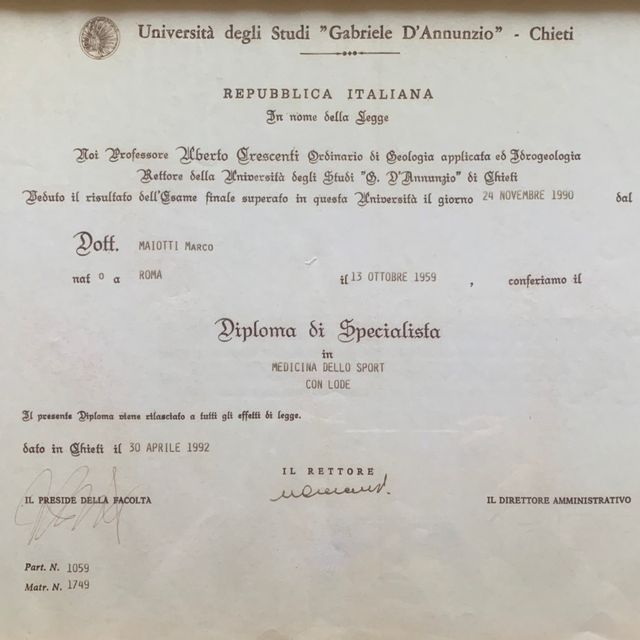 Università degli Studi "Gabriele D'Annunzio" - Chieti
REPUBBLICA ITALIANA
In nome della Legge
Noi Professore Uberto Crescenti Ordinario di Geologia applicata ed Idrogeologia
Rettore della Università degli Studi "G. D'Annunzio" di Chieti
Veduto il risultato dell'Esame finale superato in questa Università il giorno 24 NOVEMBRE 1990 dal
Dott. MAIOTTI MARCO
nat o a ROMA il 13 OTTOBRE 1959 , conferiamo il
Diploma di Specialista
in
MEDICINA DELLO SPORT
CON LODE
Il presente Diploma viene rilasciato a tutti gli effetti di legge.
dato in Chieti il 30 APRILE 1992
IL RETTORE
IL PRESIDE DELLA FACOLTA IL DIRETTORE AMMINISTRATIVO
Part. N. 1059
Matr. N. 1749